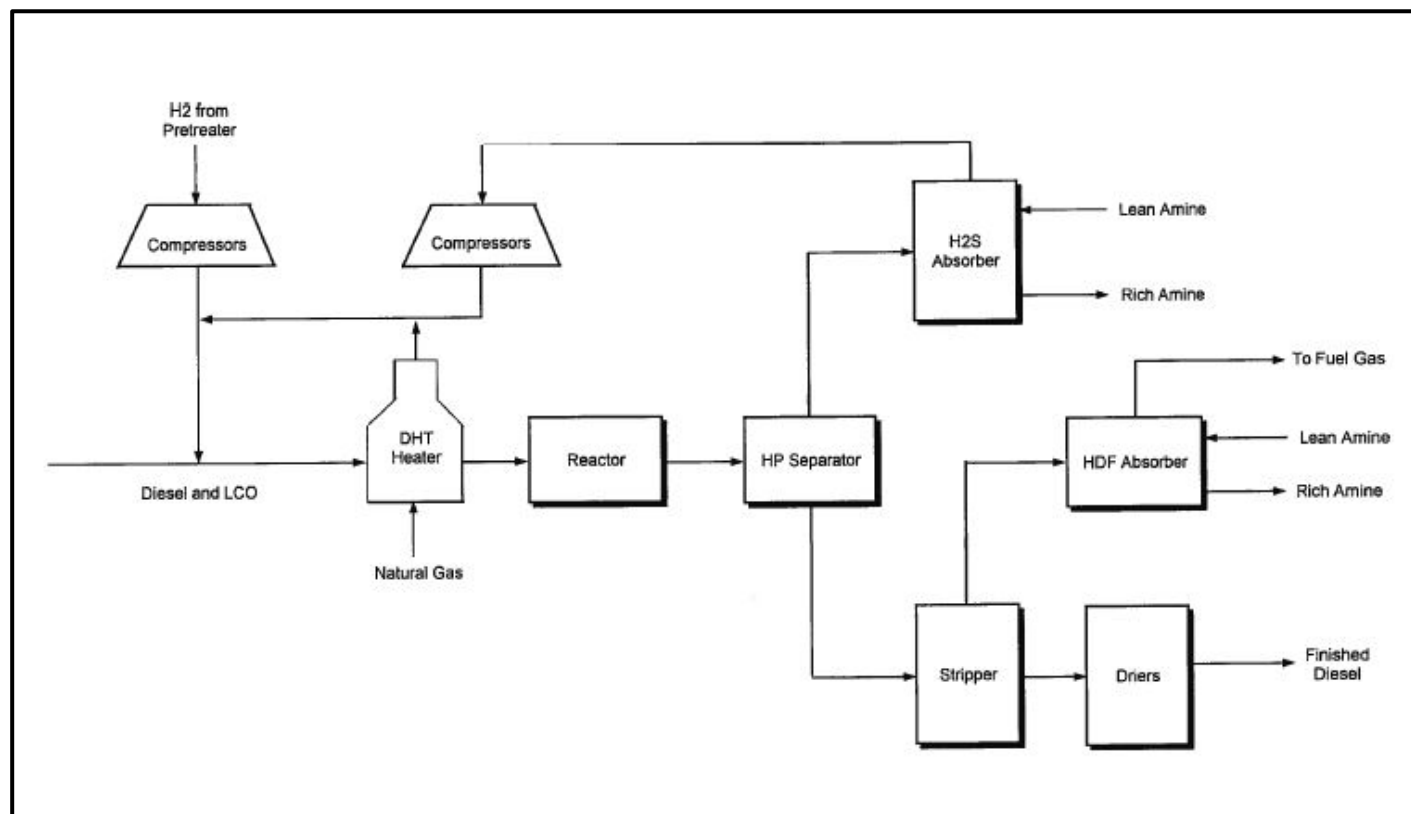 H2 from
Pretreater
Compressors
Compressors
H2S
Absorber
Lean Amine
Rich Amine
To Fuel Gas
DHT
Heater
Reactor
HP Separator
HDF Absorber
Lean Amine
Rich Amine
Diesel and LCO
Natural Gas
Stripper
Driers
Finished
Diesel